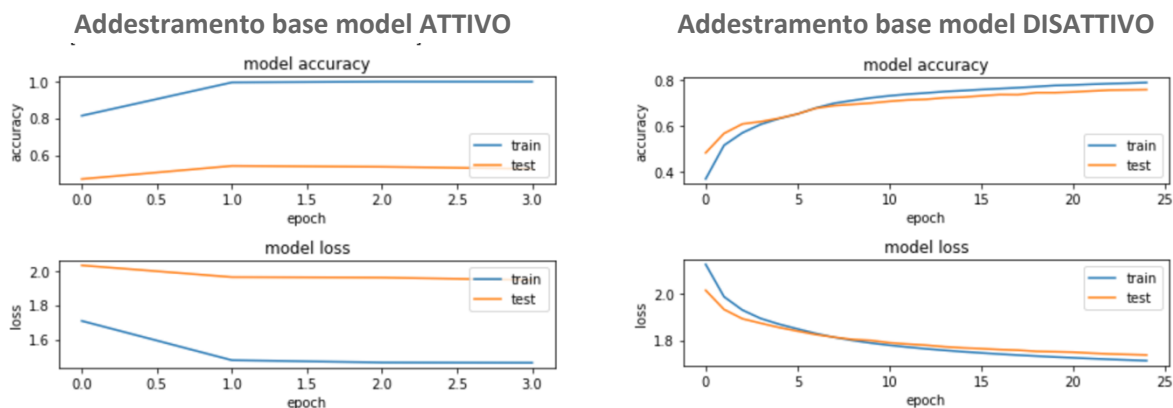 Addestramento base model ATTIVO
model accuracy
accuracy
1.0
0.8
0.6
train
test
0.0 0.5 1.0 1.5 2.0 2.5 3.0
epoch
model loss
loss
2.0
1.8
1.6
train
test
0.0 0.5 1.0 1.5 2.0 2.5 3.0
epoch
Addestramento base model DISATTIVO
model accuracy
accuracy
0.8
0.6
0.4
train
test
0 5 10 15 20 25
epoch
model loss
loss
2.0
1.8
train
test
0 5 10 15 20 25
epoch